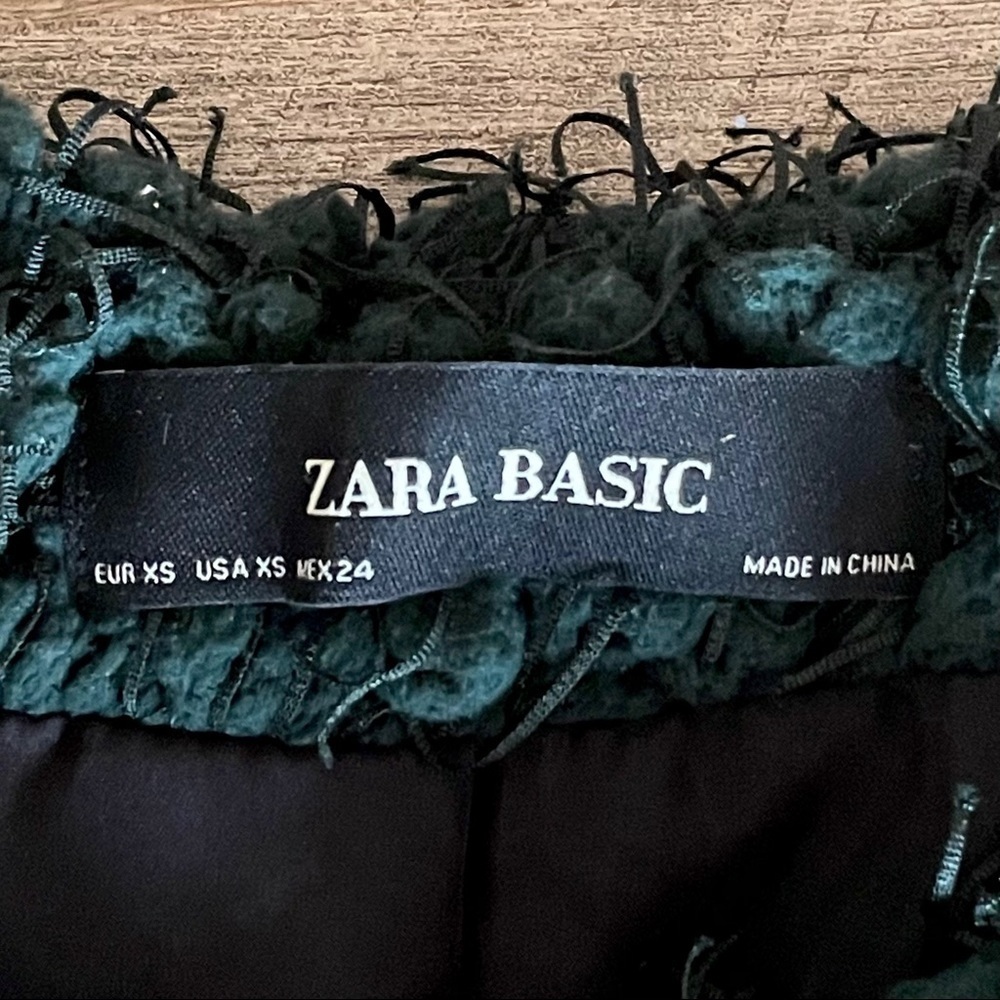 ZARA BASIC
EUR XS USA XS MEX 24 MADE IN CHINA